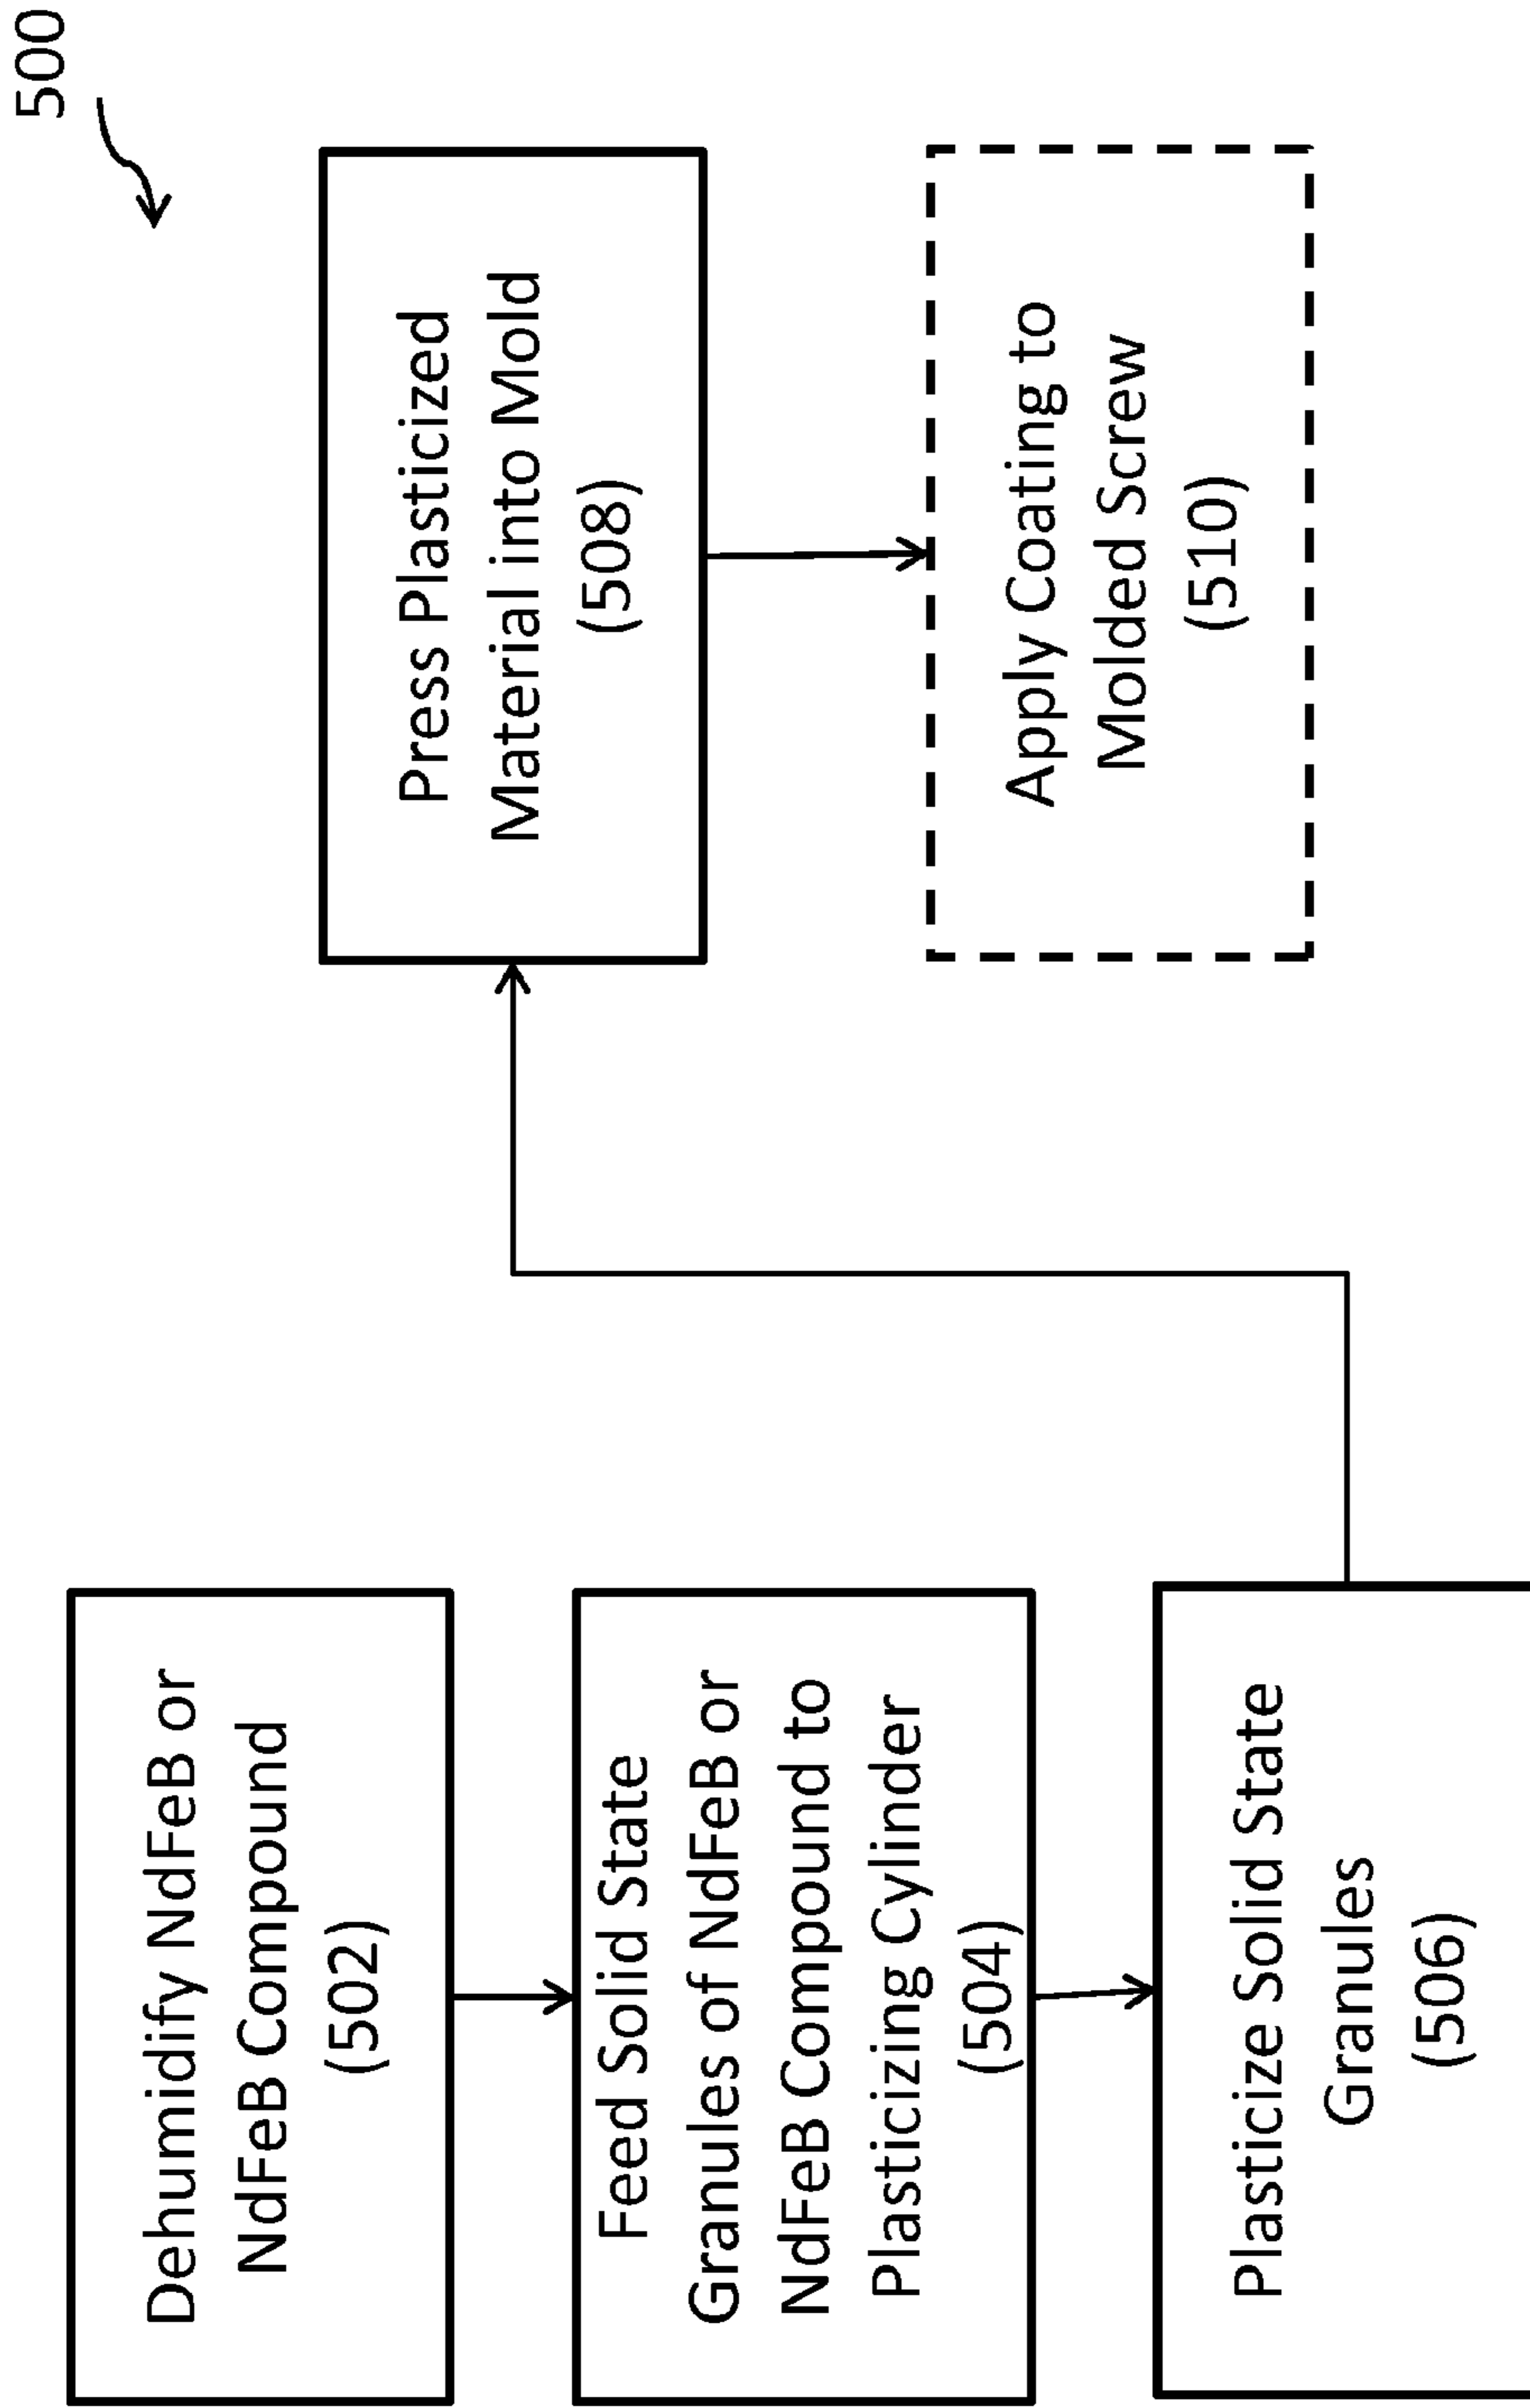 500
Dehumidify NdFeB or
NdFeB Compound
(502)
Feed Solid State
Granules of NdFeB or
NdFeB Compound to
Plasticizing Cylinder
(504)
Plasticize Solid State
Granules
(506)
Press Plasticized
Material into Mold
(508)
Apply Coating to
Molded Screw
(510)